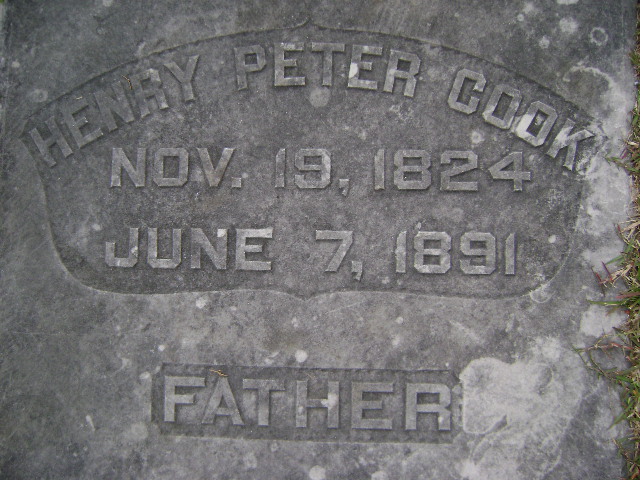 HENRY PETER COOK
NOV. 19, 1824
JUNE 7, 1891
FATHER